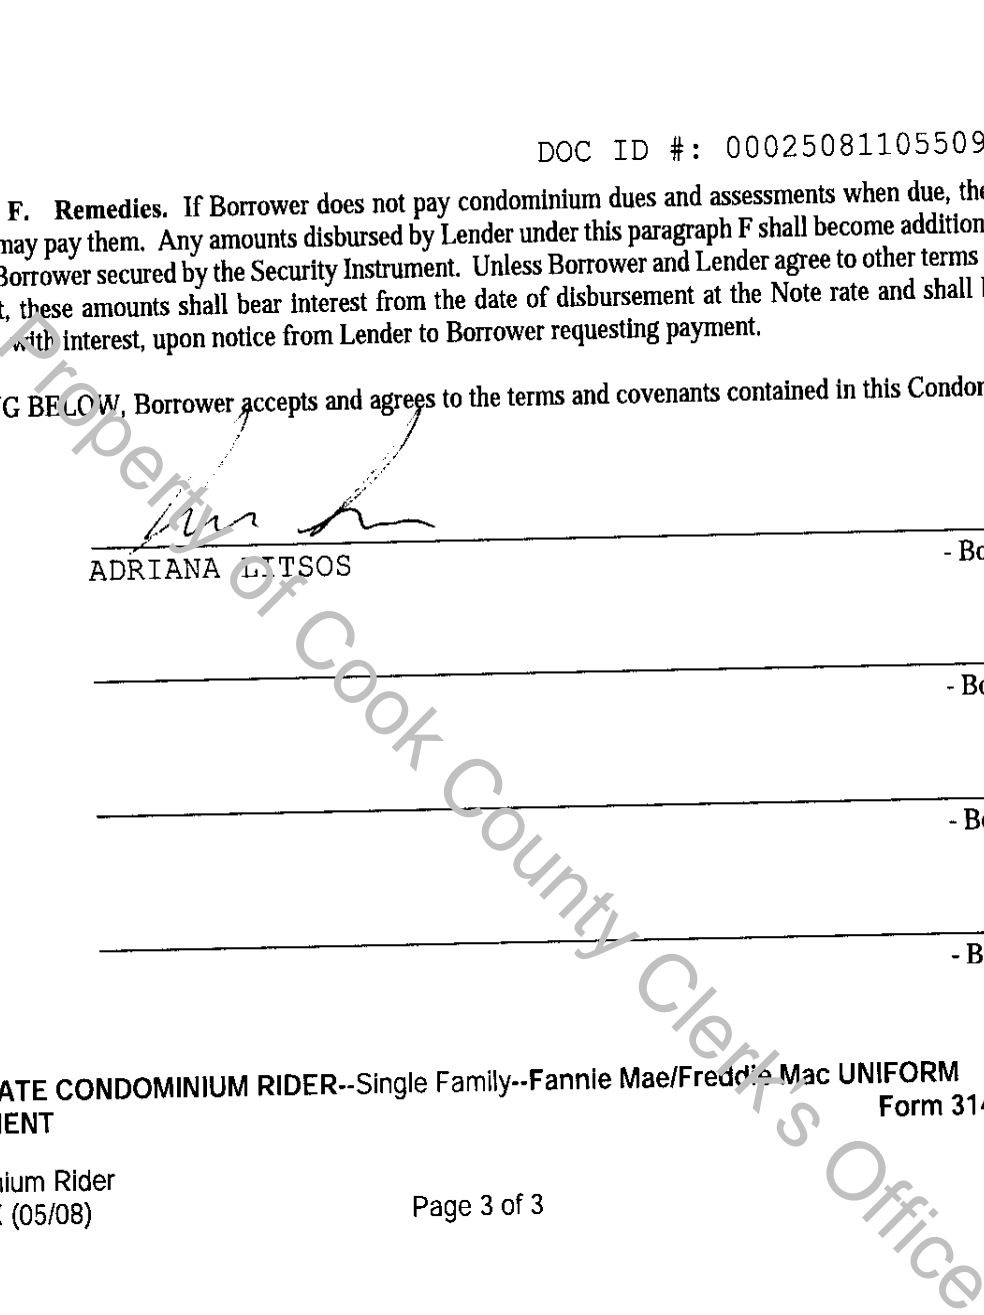 DOC ID #: 00025081105509
F. Remedies. If Borrower does not pay condominium dues and assessments when due, the
may pay them. Any amounts disbursed by Lender under this paragraph F shall become addition
Borrower secured by the Security Instrument. Unless Borrower and Lender agree to other terms
t, these amounts shall bear interest from the date of disbursement at the Note rate and shall b
with interest, upon notice from Lender to Borrower requesting payment.
G BELOW, Borrower accepts and agrees to the terms and covenants contained in this Condom
- Bo
ADRIANA LITSOS
- Bo
- Bo
- B
ATE CONDOMINIUM RIDER--Single Family--Fannie Mae/Freddie Mac UNIFORM
MENT Form 314
nium Rider
(05/08)
Page 3 of 3
Property of Cook County Clerk's Office